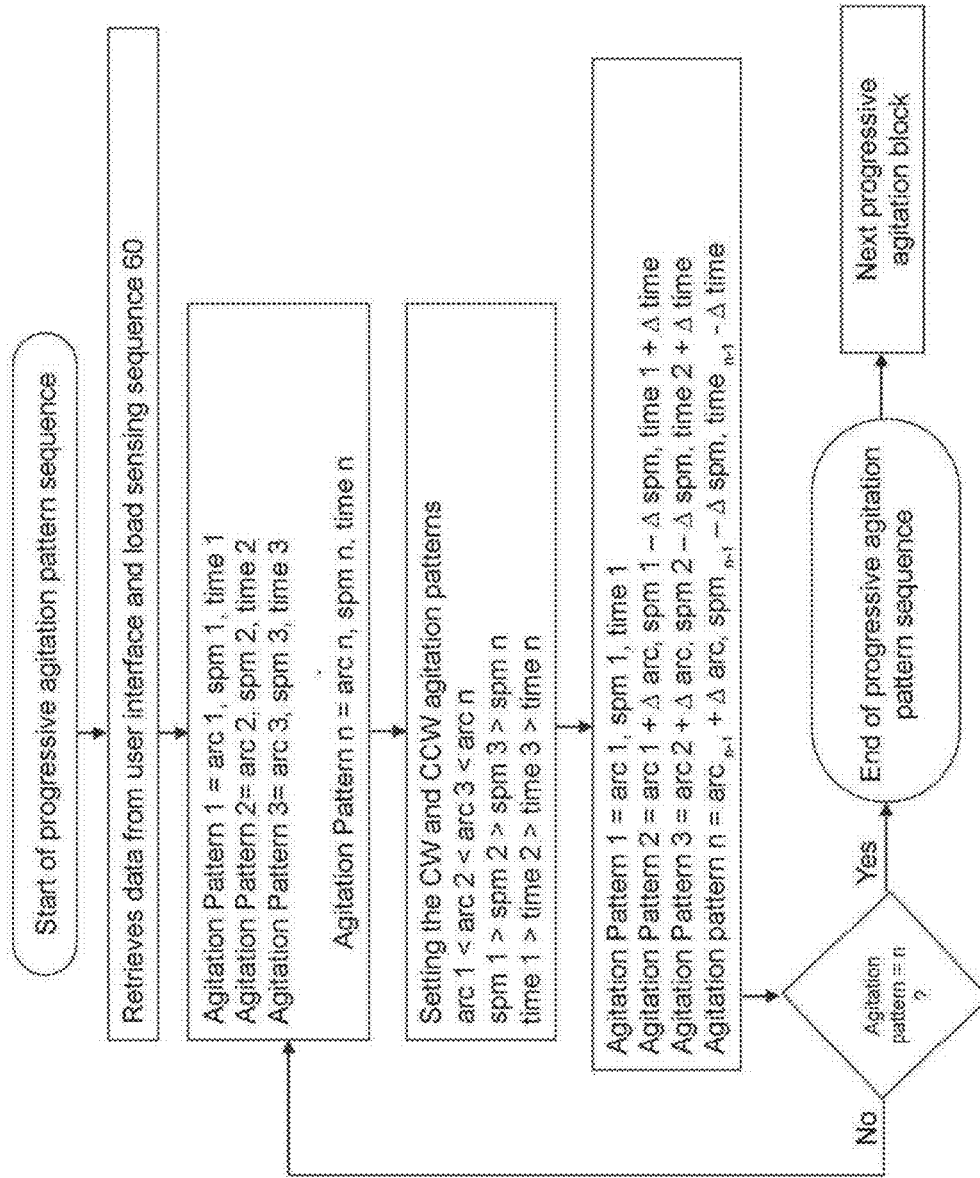 Start of progressive agitation pattern sequence
Retrieves data from user interface and load sensing sequence 60
Agitation Pattern 1 = arc 1, spm 1, time 1
Agitation Pattern 2= arc 2, spm 2, time 2
Agitation Pattern 3= arc 3, spm 3, time 3
Agitation Pattern n = arc n, spm n, time n
Setting the CW and CCW agitation patterns
arc 1 < arc 2 < arc 3 < arc n
spm 1 > spm 2 > spm 3 > spm n
time 1 > time 2 > time 3 > time n
Agitation Pattern 1 = arc 1, spm 1, time 1
Agitation Pattern 2 = arc 1 + Δ arc, spm 1 – Δ spm, time 1 + Δ time
Agitation Pattern 3 = arc 2 + Δ arc, spm 2 – Δ spm, time 2 + Δ time
Agitation pattern n = arc n-1 + Δ arc, spm n-1 – Δ spm, time n-1 - Δ time
Agitation
pattern = n
?
No
Yes
End of progressive agitation
pattern sequence
Next progressive
agitation block